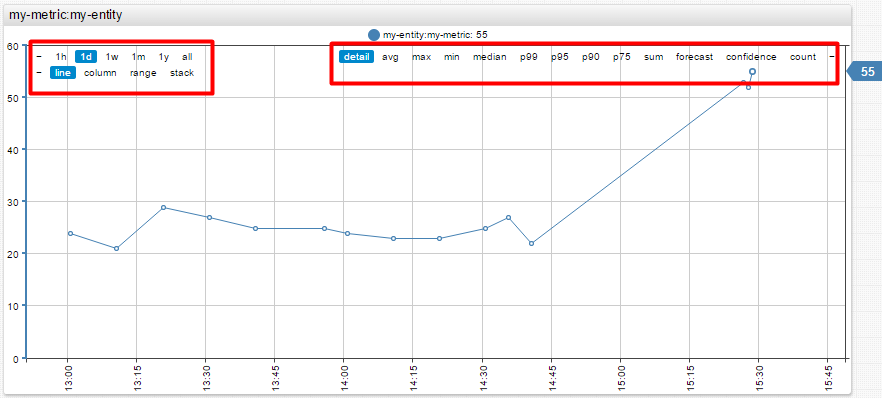 my-metric:my-entity
my-entity:my-metric: 55
− 1h 1d 1w 1m 1y all
− line column range stack
detail avg max min median p99 p95 p90 p75 sum forecast confidence count −
60
50
40
30
20
10
0
55
13:00 13:15 13:30 13:45 14:00 14:15 14:30 14:45 15:00 15:15 15:30 15:45